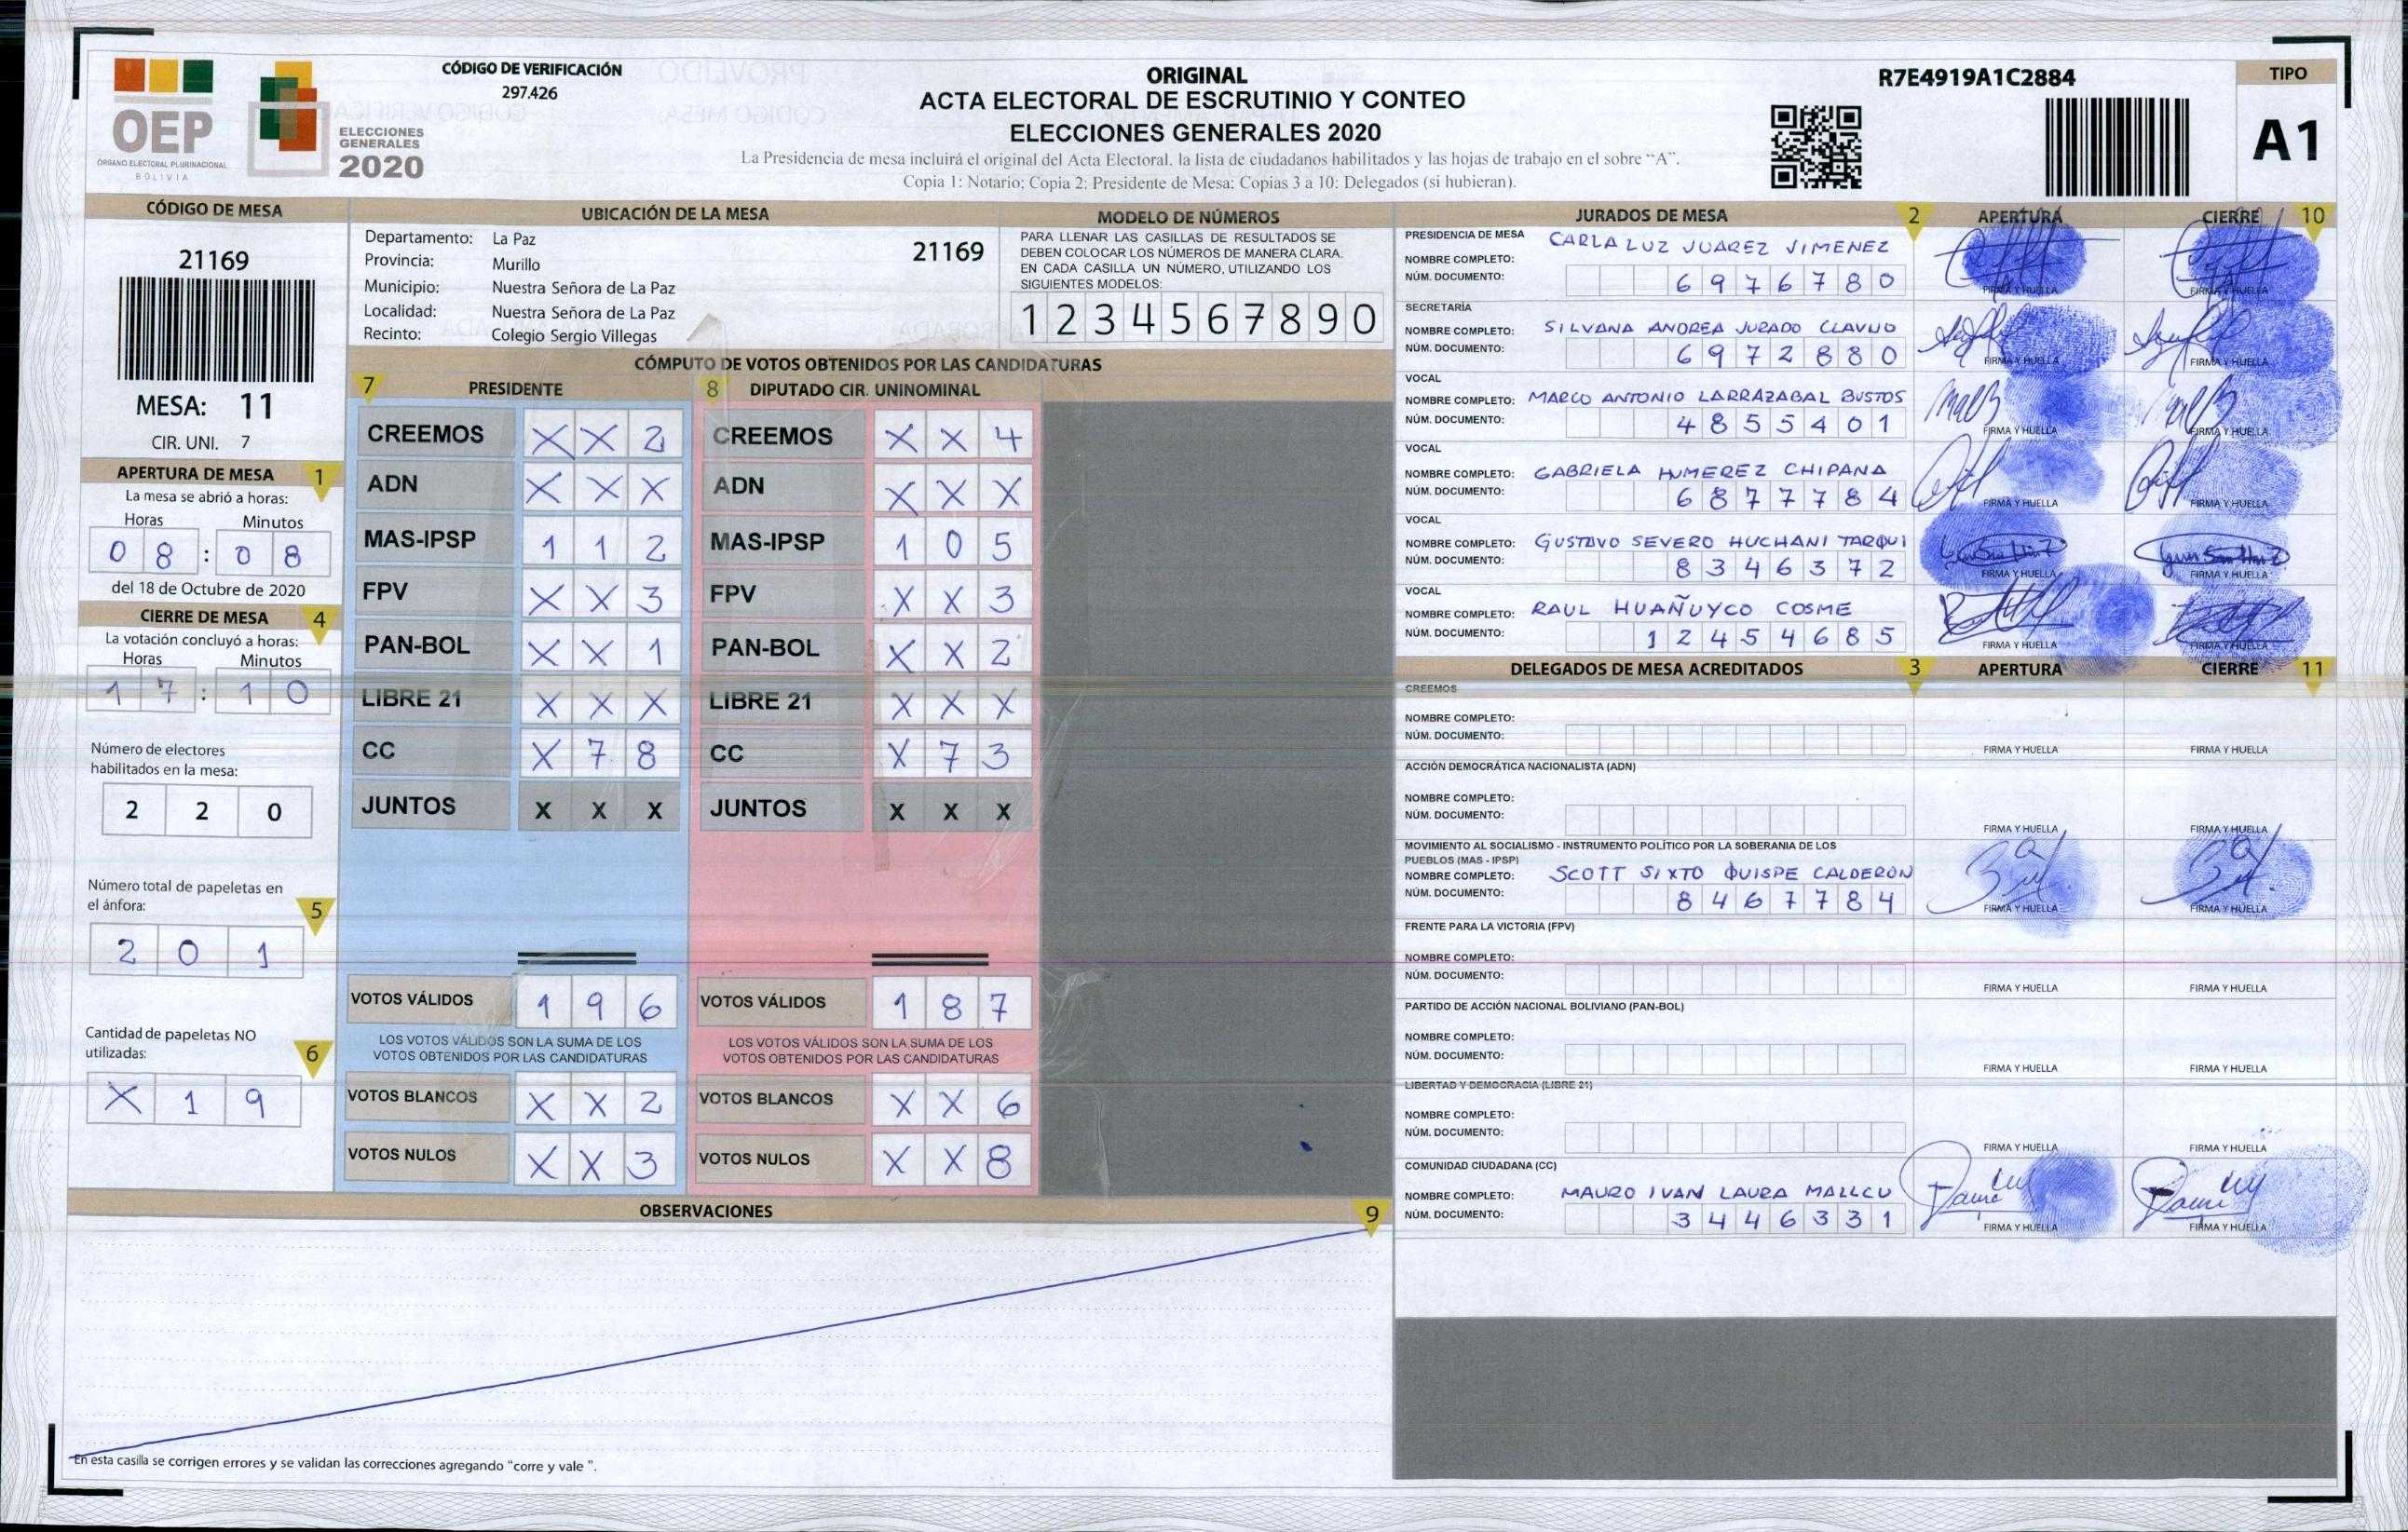 CÓDIGO DE VERIFICACIÓN
297.426
OEP
ÓRGANO ELECTORAL PLURINACIONAL
BOLIVIA
ELECCIONES
GENERALES
2020
ORIGINAL
ACTA ELECTORAL DE ESCRUTINIO Y CONTEO
ELECCIONES GENERALES 2020
La Presidencia de mesa incluirá el original del Acta Electoral, la lista de ciudadanos habilitados y las hojas de trabajo en el sobre "A".
Copia 1: Notario; Copia 2: Presidente de Mesa; Copias 3 a 10: Delegados (si hubieran).
R7E4919A1C2884
TIPO
A1
CÓDIGO DE MESA
21169
MESA: 11
CIR. UNI. 7
APERTURA DE MESA 1
La mesa se abrió a horas:
Horas Minutos
0 8 : 0 8
del 18 de Octubre de 2020
CIERRE DE MESA 4
La votación concluyó a horas:
Horas Minutos
1 7 : 1 0
Número de electores
habilitados en la mesa:
2 2 0
Número total de papeletas en
el ánfora: 5
2 0 1
Cantidad de papeletas NO
utilizadas: 6
X 1 9
UBICACIÓN DE LA MESA
Departamento: La Paz 21169
Provincia: Murillo
Municipio: Nuestra Señora de La Paz
Localidad: Nuestra Señora de La Paz
Recinto: Colegio Sergio Villegas
MODELO DE NÚMEROS
PARA LLENAR LAS CASILLAS DE RESULTADOS SE
DEBEN COLOCAR LOS NÚMEROS DE MANERA CLARA.
EN CADA CASILLA UN NÚMERO, UTILIZANDO LOS
SIGUIENTES MODELOS:
1 2 3 4 5 6 7 8 9 0
CÓMPUTO DE VOTOS OBTENIDOS POR LAS CANDIDATURAS
7 PRESIDENTE 8 DIPUTADO CIR. UNINOMINAL
CREEMOS X X 2 CREEMOS X X 4
ADN X X X ADN X X X
MAS-IPSP 1 1 2 MAS-IPSP 1 0 5
FPV X X 3 FPV X X 3
PAN-BOL X X 1 PAN-BOL X X 2
LIBRE 21 X X X LIBRE 21 X X X
CC X 7 8 CC X 7 3
JUNTOS X X X JUNTOS X X X
VOTOS VÁLIDOS 1 9 6 VOTOS VÁLIDOS 1 8 7
LOS VOTOS VÁLIDOS SON LA SUMA DE LOS LOS VOTOS VÁLIDOS SON LA SUMA DE LOS
VOTOS OBTENIDOS POR LAS CANDIDATURAS VOTOS OBTENIDOS POR LAS CANDIDATURAS
VOTOS BLANCOS X X 2 VOTOS BLANCOS X X 6
VOTOS NULOS X X 3 VOTOS NULOS X X 8
OBSERVACIONES 9
En esta casilla se corrigen errores y se validan las correcciones agregando "corre y vale ".
JURADOS DE MESA 2 APERTURA CIERRE 10
PRESIDENCIA DE MESA
NOMBRE COMPLETO: CARLA LUZ JUAREZ JIMENEZ
NÚM. DOCUMENTO: 6 9 7 6 7 8 0
FIRMA Y HUELLA FIRMA Y HUELLA
SECRETARÍA
NOMBRE COMPLETO: SILVANA ANDREA JURADO CLAVIJO
NÚM. DOCUMENTO: 6 9 7 2 8 8 0
FIRMA Y HUELLA FIRMA Y HUELLA
VOCAL
NOMBRE COMPLETO: MARCO ANTONIO LARRAZABAL BUSTOS
NÚM. DOCUMENTO: 4 8 5 5 4 0 1
FIRMA Y HUELLA FIRMA Y HUELLA
VOCAL
NOMBRE COMPLETO: GABRIELA HUMEREZ CHIPANA
NÚM. DOCUMENTO: 6 8 7 7 7 8 4
FIRMA Y HUELLA FIRMA Y HUELLA
VOCAL
NOMBRE COMPLETO: GUSTAVO SEVERO HUCHANI TARQUI
NÚM. DOCUMENTO: 8 3 4 6 3 7 2
FIRMA Y HUELLA FIRMA Y HUELLA
VOCAL
NOMBRE COMPLETO: RAUL HUAÑUYCO COSME
NÚM. DOCUMENTO: 1 2 4 5 4 6 8 5
FIRMA Y HUELLA FIRMA Y HUELLA
DELEGADOS DE MESA ACREDITADOS 3 APERTURA CIERRE 11
CREEMOS
NOMBRE COMPLETO:
NÚM. DOCUMENTO:
FIRMA Y HUELLA FIRMA Y HUELLA
ACCIÓN DEMOCRÁTICA NACIONALISTA (ADN)
NOMBRE COMPLETO:
NÚM. DOCUMENTO:
FIRMA Y HUELLA FIRMA Y HUELLA
MOVIMIENTO AL SOCIALISMO - INSTRUMENTO POLÍTICO POR LA SOBERANIA DE LOS
PUEBLOS (MAS - IPSP)
NOMBRE COMPLETO: SCOTT SIXTO QUISPE CALDERON
NÚM. DOCUMENTO: 8 4 6 7 7 8 4
FIRMA Y HUELLA FIRMA Y HUELLA
FRENTE PARA LA VICTORIA (FPV)
NOMBRE COMPLETO:
NÚM. DOCUMENTO:
FIRMA Y HUELLA FIRMA Y HUELLA
PARTIDO DE ACCIÓN NACIONAL BOLIVIANO (PAN-BOL)
NOMBRE COMPLETO:
NÚM. DOCUMENTO:
FIRMA Y HUELLA FIRMA Y HUELLA
LIBERTAD Y DEMOCRACIA (LIBRE 21)
NOMBRE COMPLETO:
NÚM. DOCUMENTO:
FIRMA Y HUELLA FIRMA Y HUELLA
COMUNIDAD CIUDADANA (CC)
NOMBRE COMPLETO: MAURO IVAN LAURA MALLCU
NÚM. DOCUMENTO: 3 4 4 6 3 3 1
FIRMA Y HUELLA FIRMA Y HUELLA